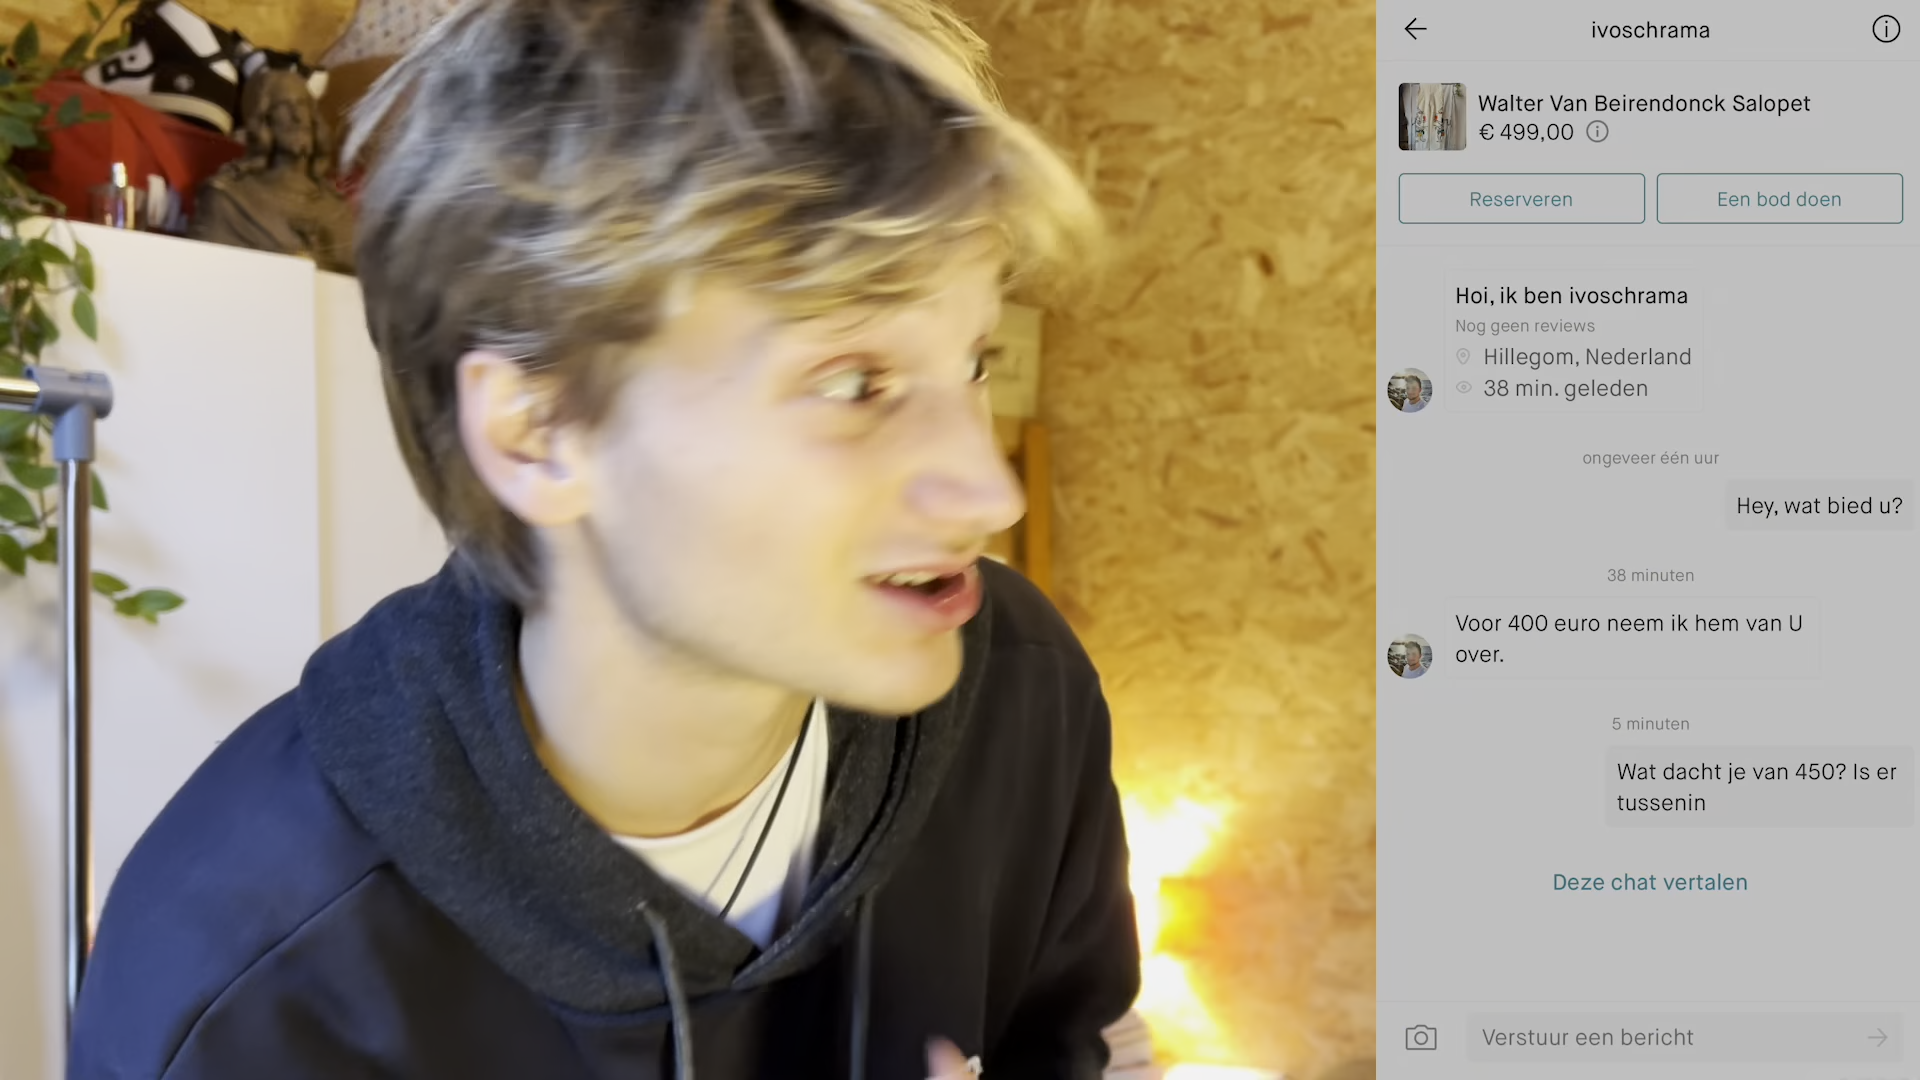 ivoschrama
Walter Van Beirendonck Salopet
€ 499,00
Reserveren
Een bod doen
Hoi, ik ben ivoschrama
Nog geen reviews
Hillegom, Nederland
38 min. geleden
ongeveer één uur
Hey, wat bied u?
38 minuten
Voor 400 euro neem ik hem van U
over.
5 minuten
Wat dacht je van 450? Is er
tussenin
Deze chat vertalen
Verstuur een bericht